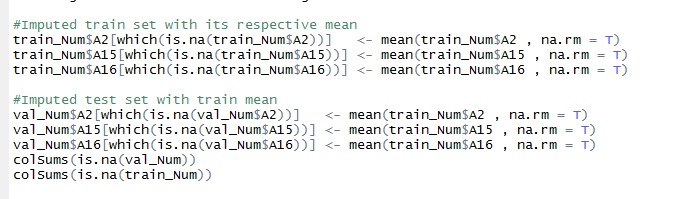 #Imputed train set with its respective mean
train_Num$A2[which(is.na(train_Num$A2))]   <- mean(train_Num$A2 , na.rm = T)
train_Num$A15[which(is.na(train_Num$A15))] <- mean(train_Num$A15 , na.rm = T)
train_Num$A16[which(is.na(train_Num$A16))] <- mean(train_Num$A16 , na.rm = T)
#Imputed test set with train mean
val_Num$A2[which(is.na(val_Num$A2))]   <- mean(train_Num$A2 , na.rm = T)
val_Num$A15[which(is.na(val_Num$A15))] <- mean(train_Num$A15 , na.rm = T)
val_Num$A16[which(is.na(val_Num$A16))] <- mean(train_Num$A16 , na.rm = T)
colSums(is.na(val_Num))
colSums(is.na(train_Num))